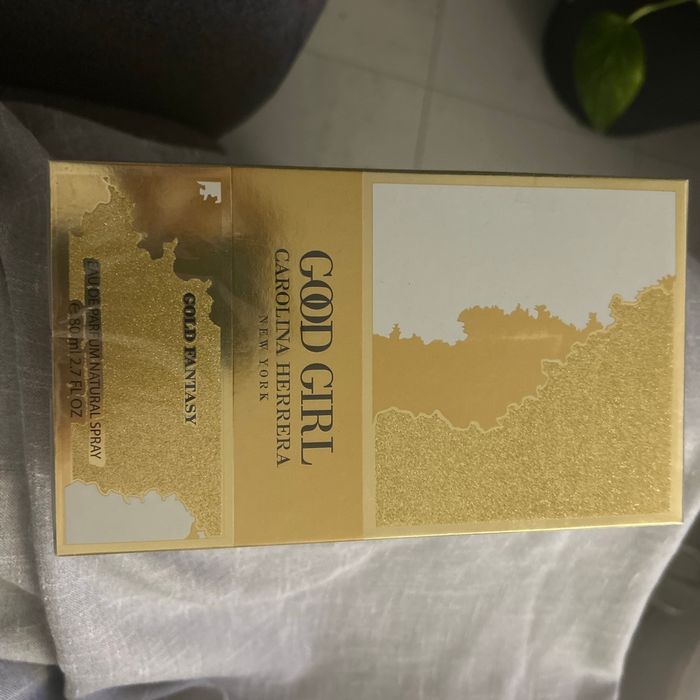 GOOD GIRL
CAROLINA HERRERA
NEW YORK
GOLD FANTASY
EAU DE PARFUM NATURAL SPRAY
e 80 ml 2.7 FL OZ